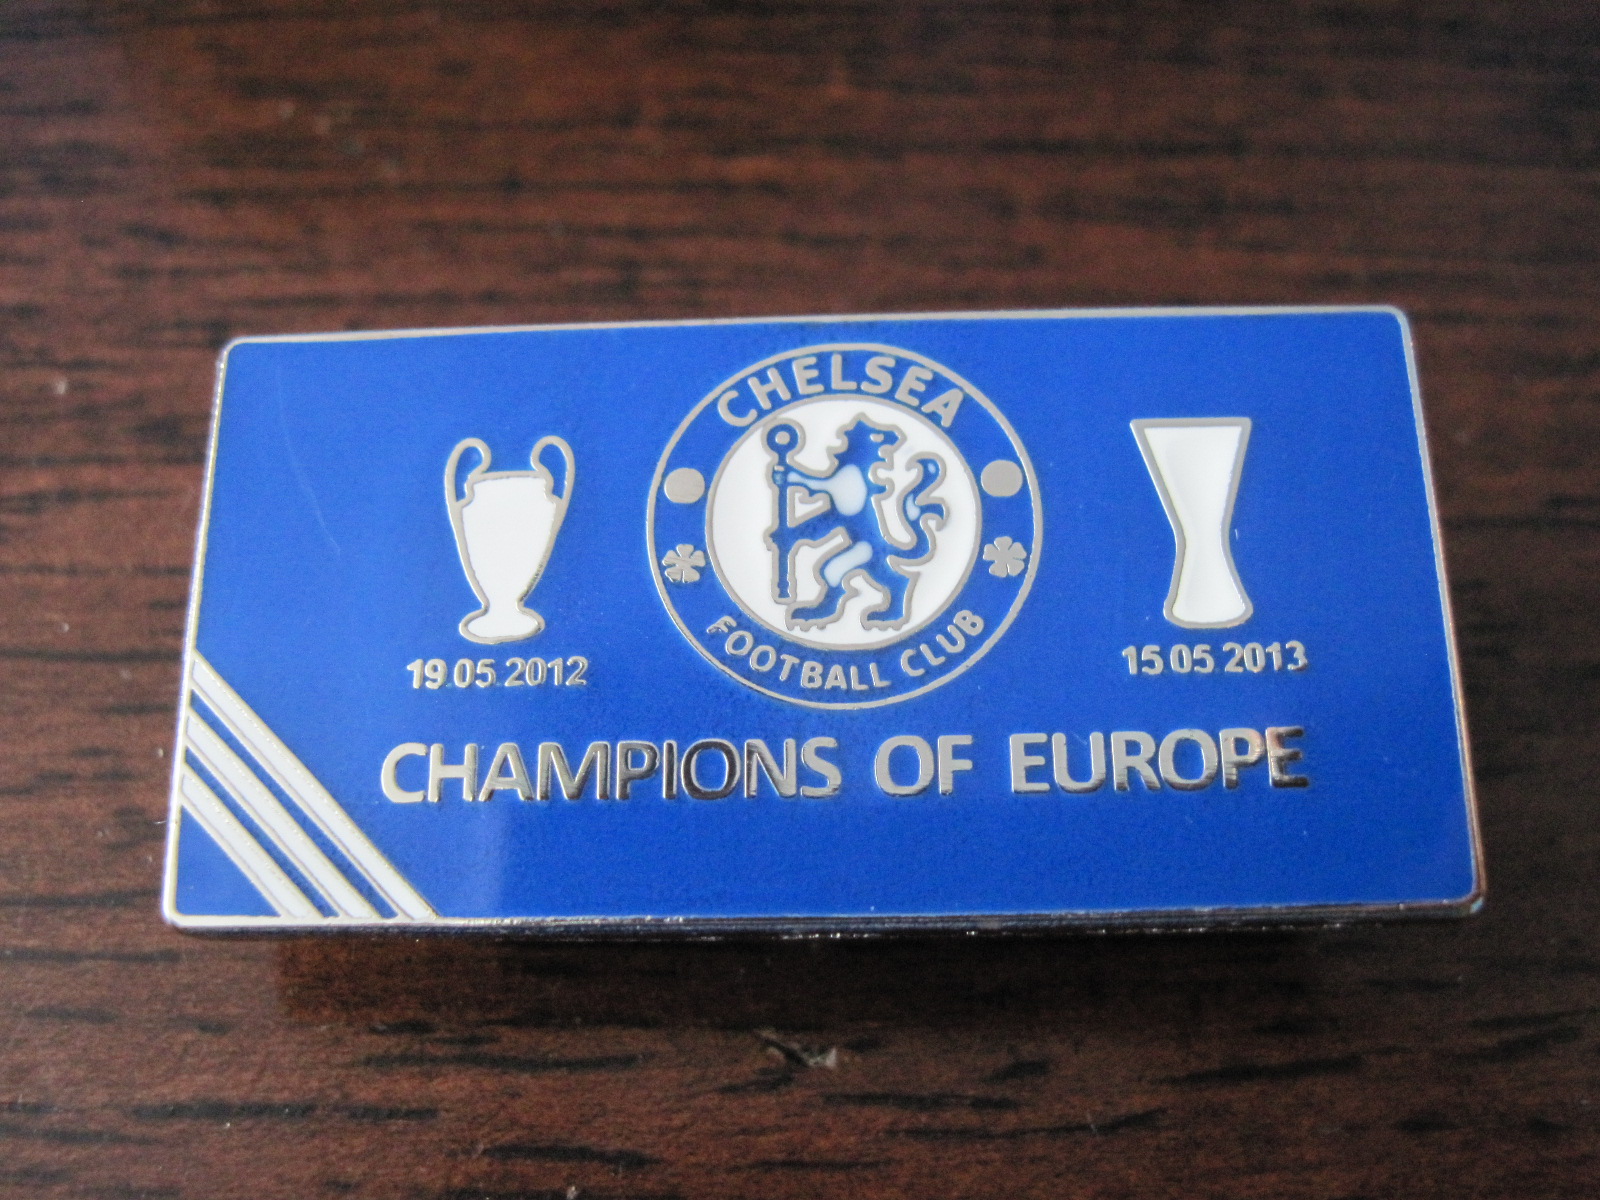 CHELSEA
FOOTBALL CLUB
19.05.2012
15.05.2013
CHAMPIONS OF EUROPE